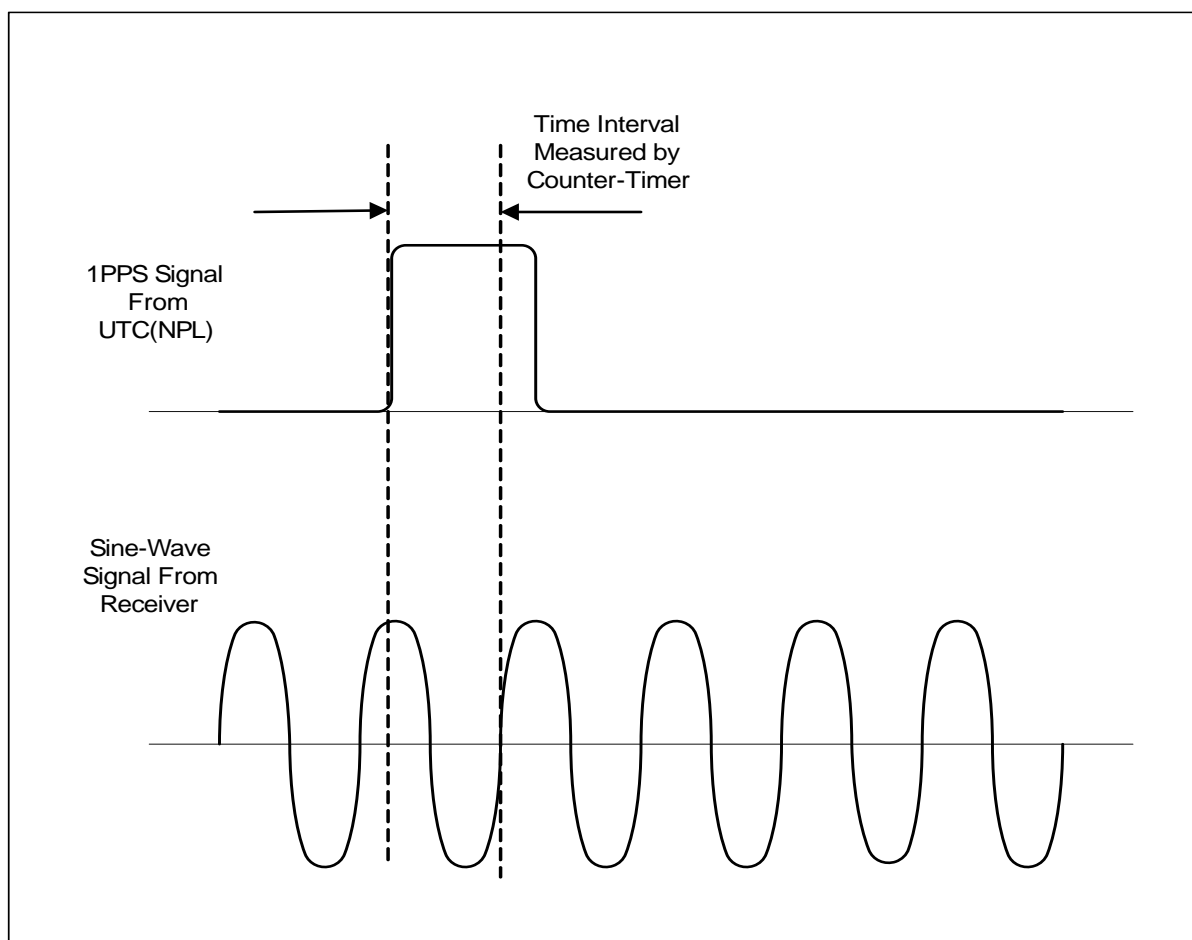 Time Interval
Measured by
Counter-Timer
1PPS Signal
From
UTC(NPL)
Sine-Wave
Signal From
Receiver